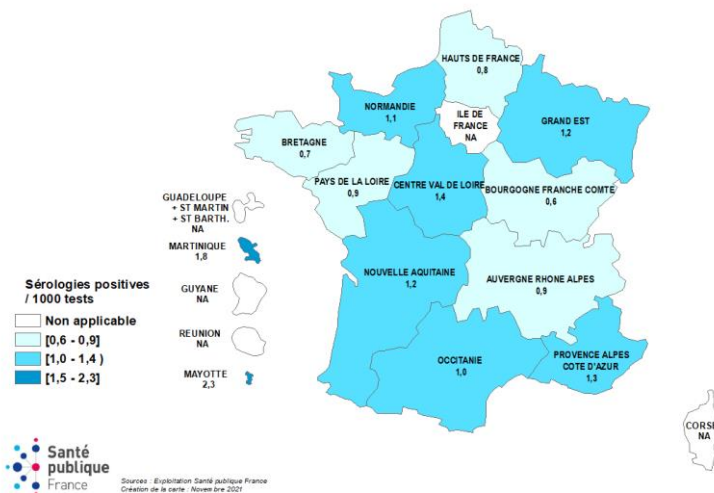 HAUTS DE FRANCE
0,8
NORMANDIE
1,1
ILE DE
FRANCE
NA
GRAND EST
1,2
BRETAGNE
0,7
PAYS DE LA LOIRE
0,9
CENTRE VAL DE LOIRE
1,4
BOURGOGNE FRANCHE COMTE
0,6
GUADELOUPE
+ ST MARTIN
+ ST BARTH.
NA
MARTINIQUE
1,8
GUYANE
NA
REUNION
NA
MAYOTTE
2,3
NOUVELLE AQUITAINE
1,2
AUVERGNE RHONE ALPES
0,9
OCCITANIE
1,0
PROVENCE ALPES
COTE D'AZUR
1,3
CORSE
NA
Sérologies positives
/ 1000 tests
Non applicable
[0,6 - 0,9]
[1,0 - 1,4 )
[1,5 - 2,3]
Santé
publique
France
Sources : Exploitation Santé publique France
Création de la carte : Novembre 2021